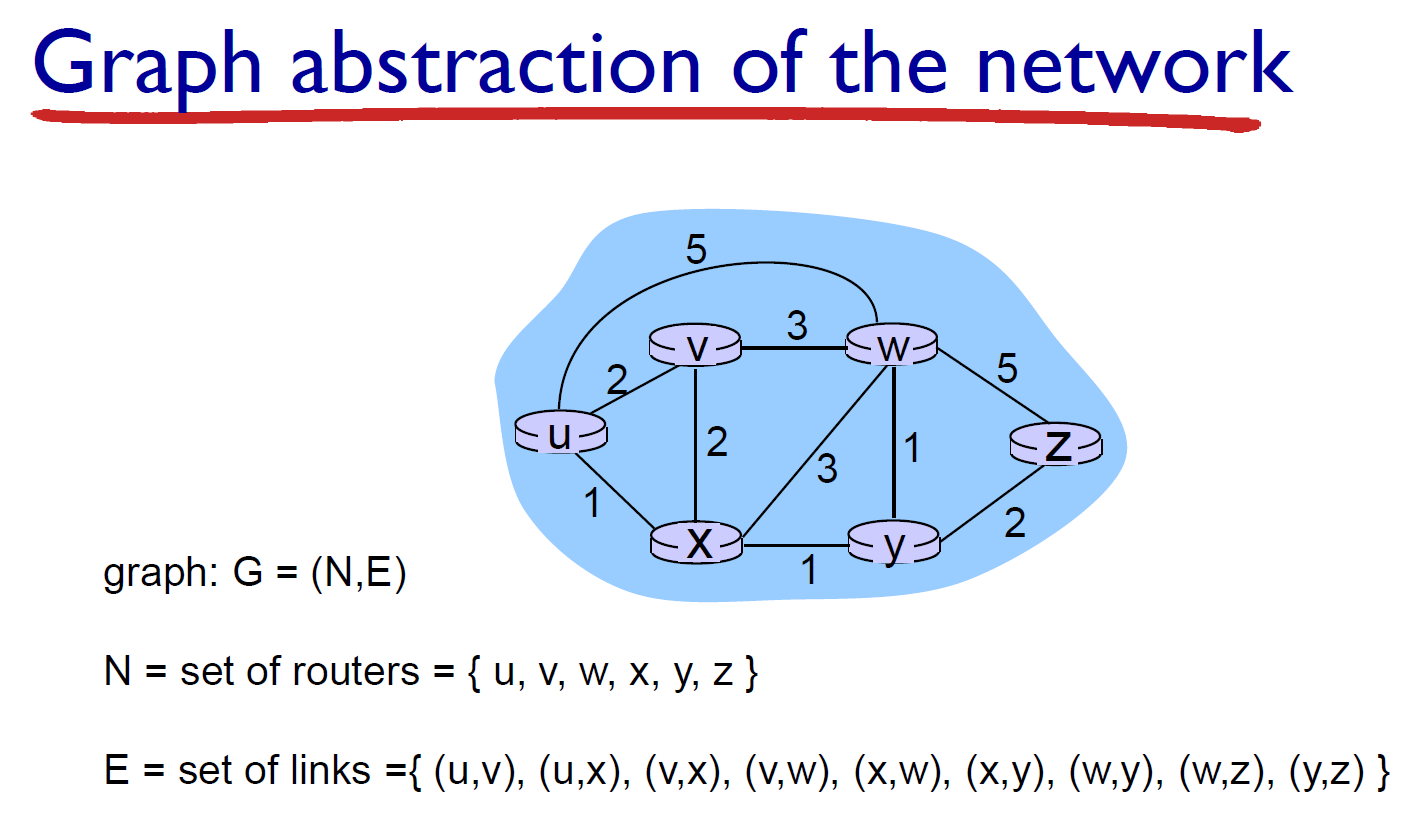 Graph abstraction of the network
5
3
v
w
2
5
u
2
1
z
3
1
2
x
y
1
graph: G = (N,E)
N = set of routers = { u, v, w, x, y, z }
E = set of links ={ (u,v), (u,x), (v,x), (v,w), (x,w), (x,y), (w,y), (w,z), (y,z) }